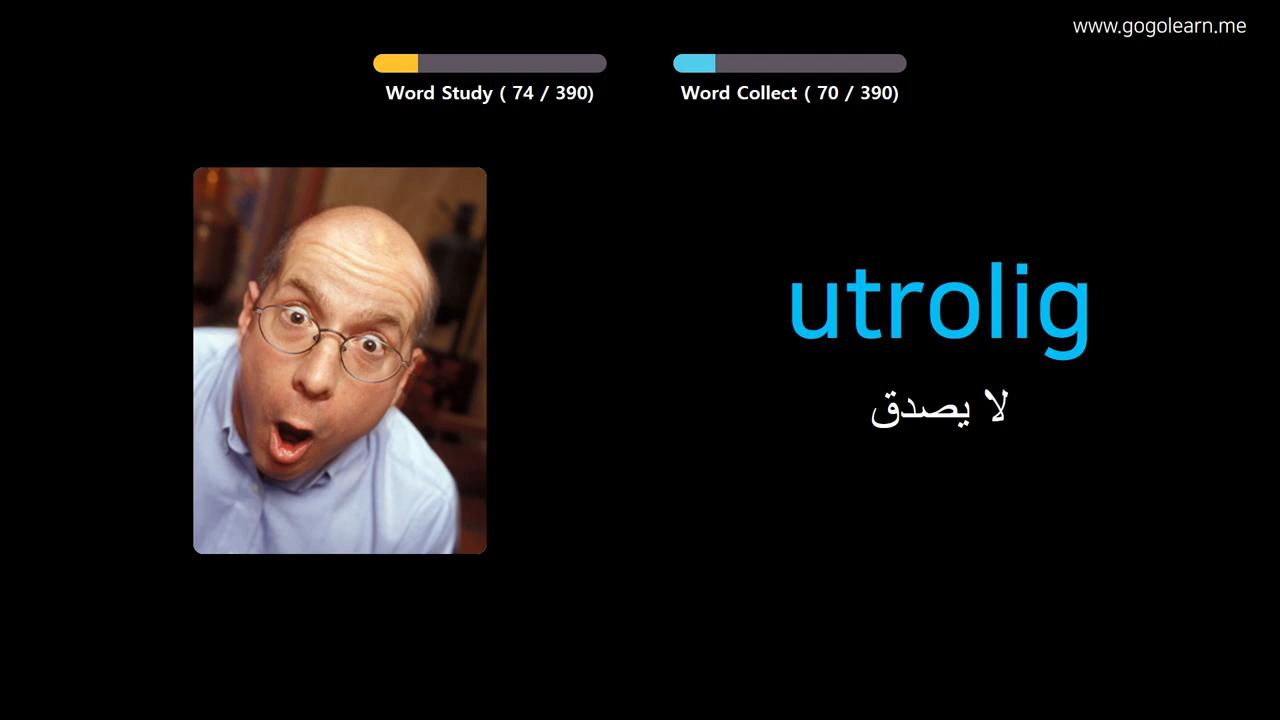 www.gogolearn.me
Word Study ( 74 / 390)
Word Collect ( 70 / 390)
utrolig
لا يصدق